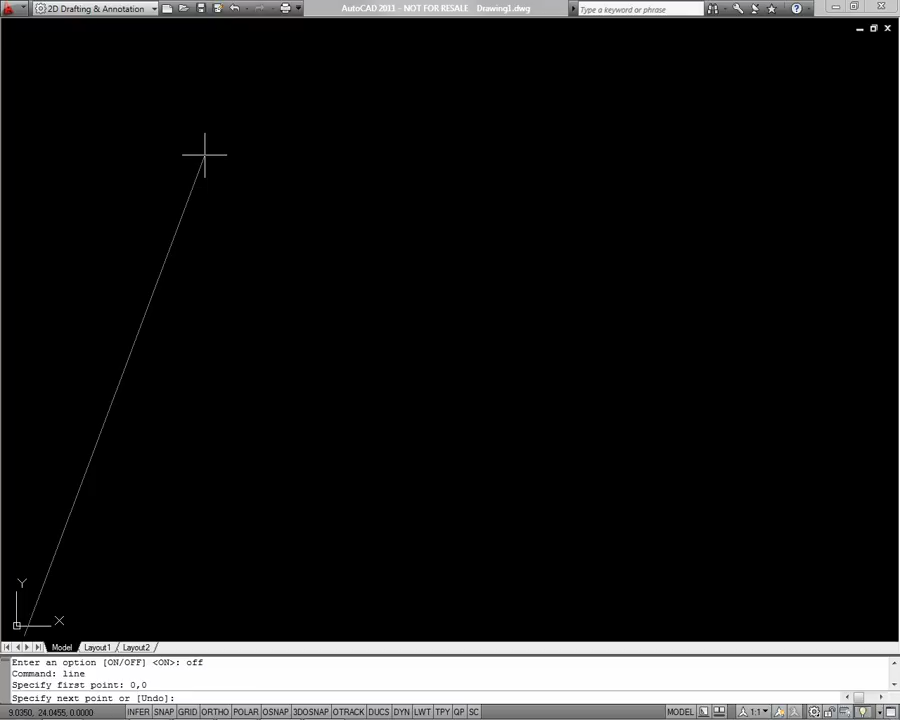 2D Drafting & Annotation
AutoCAD 2011 - NOT FOR RESALE Drawing1.dwg
Type a keyword or phrase
Y
X
Model Layout1 Layout2
Enter an option [ON/OFF] <ON>: off
Command: line
Specify first point: 0,0
Specify next point or [Undo]:
9.0350, 24.0455, 0.0000 INFER SNAP GRID ORTHO POLAR OSNAP 3DOSNAP OTRACK DUCS DYN LWT TPY QP SC MODEL 1:1